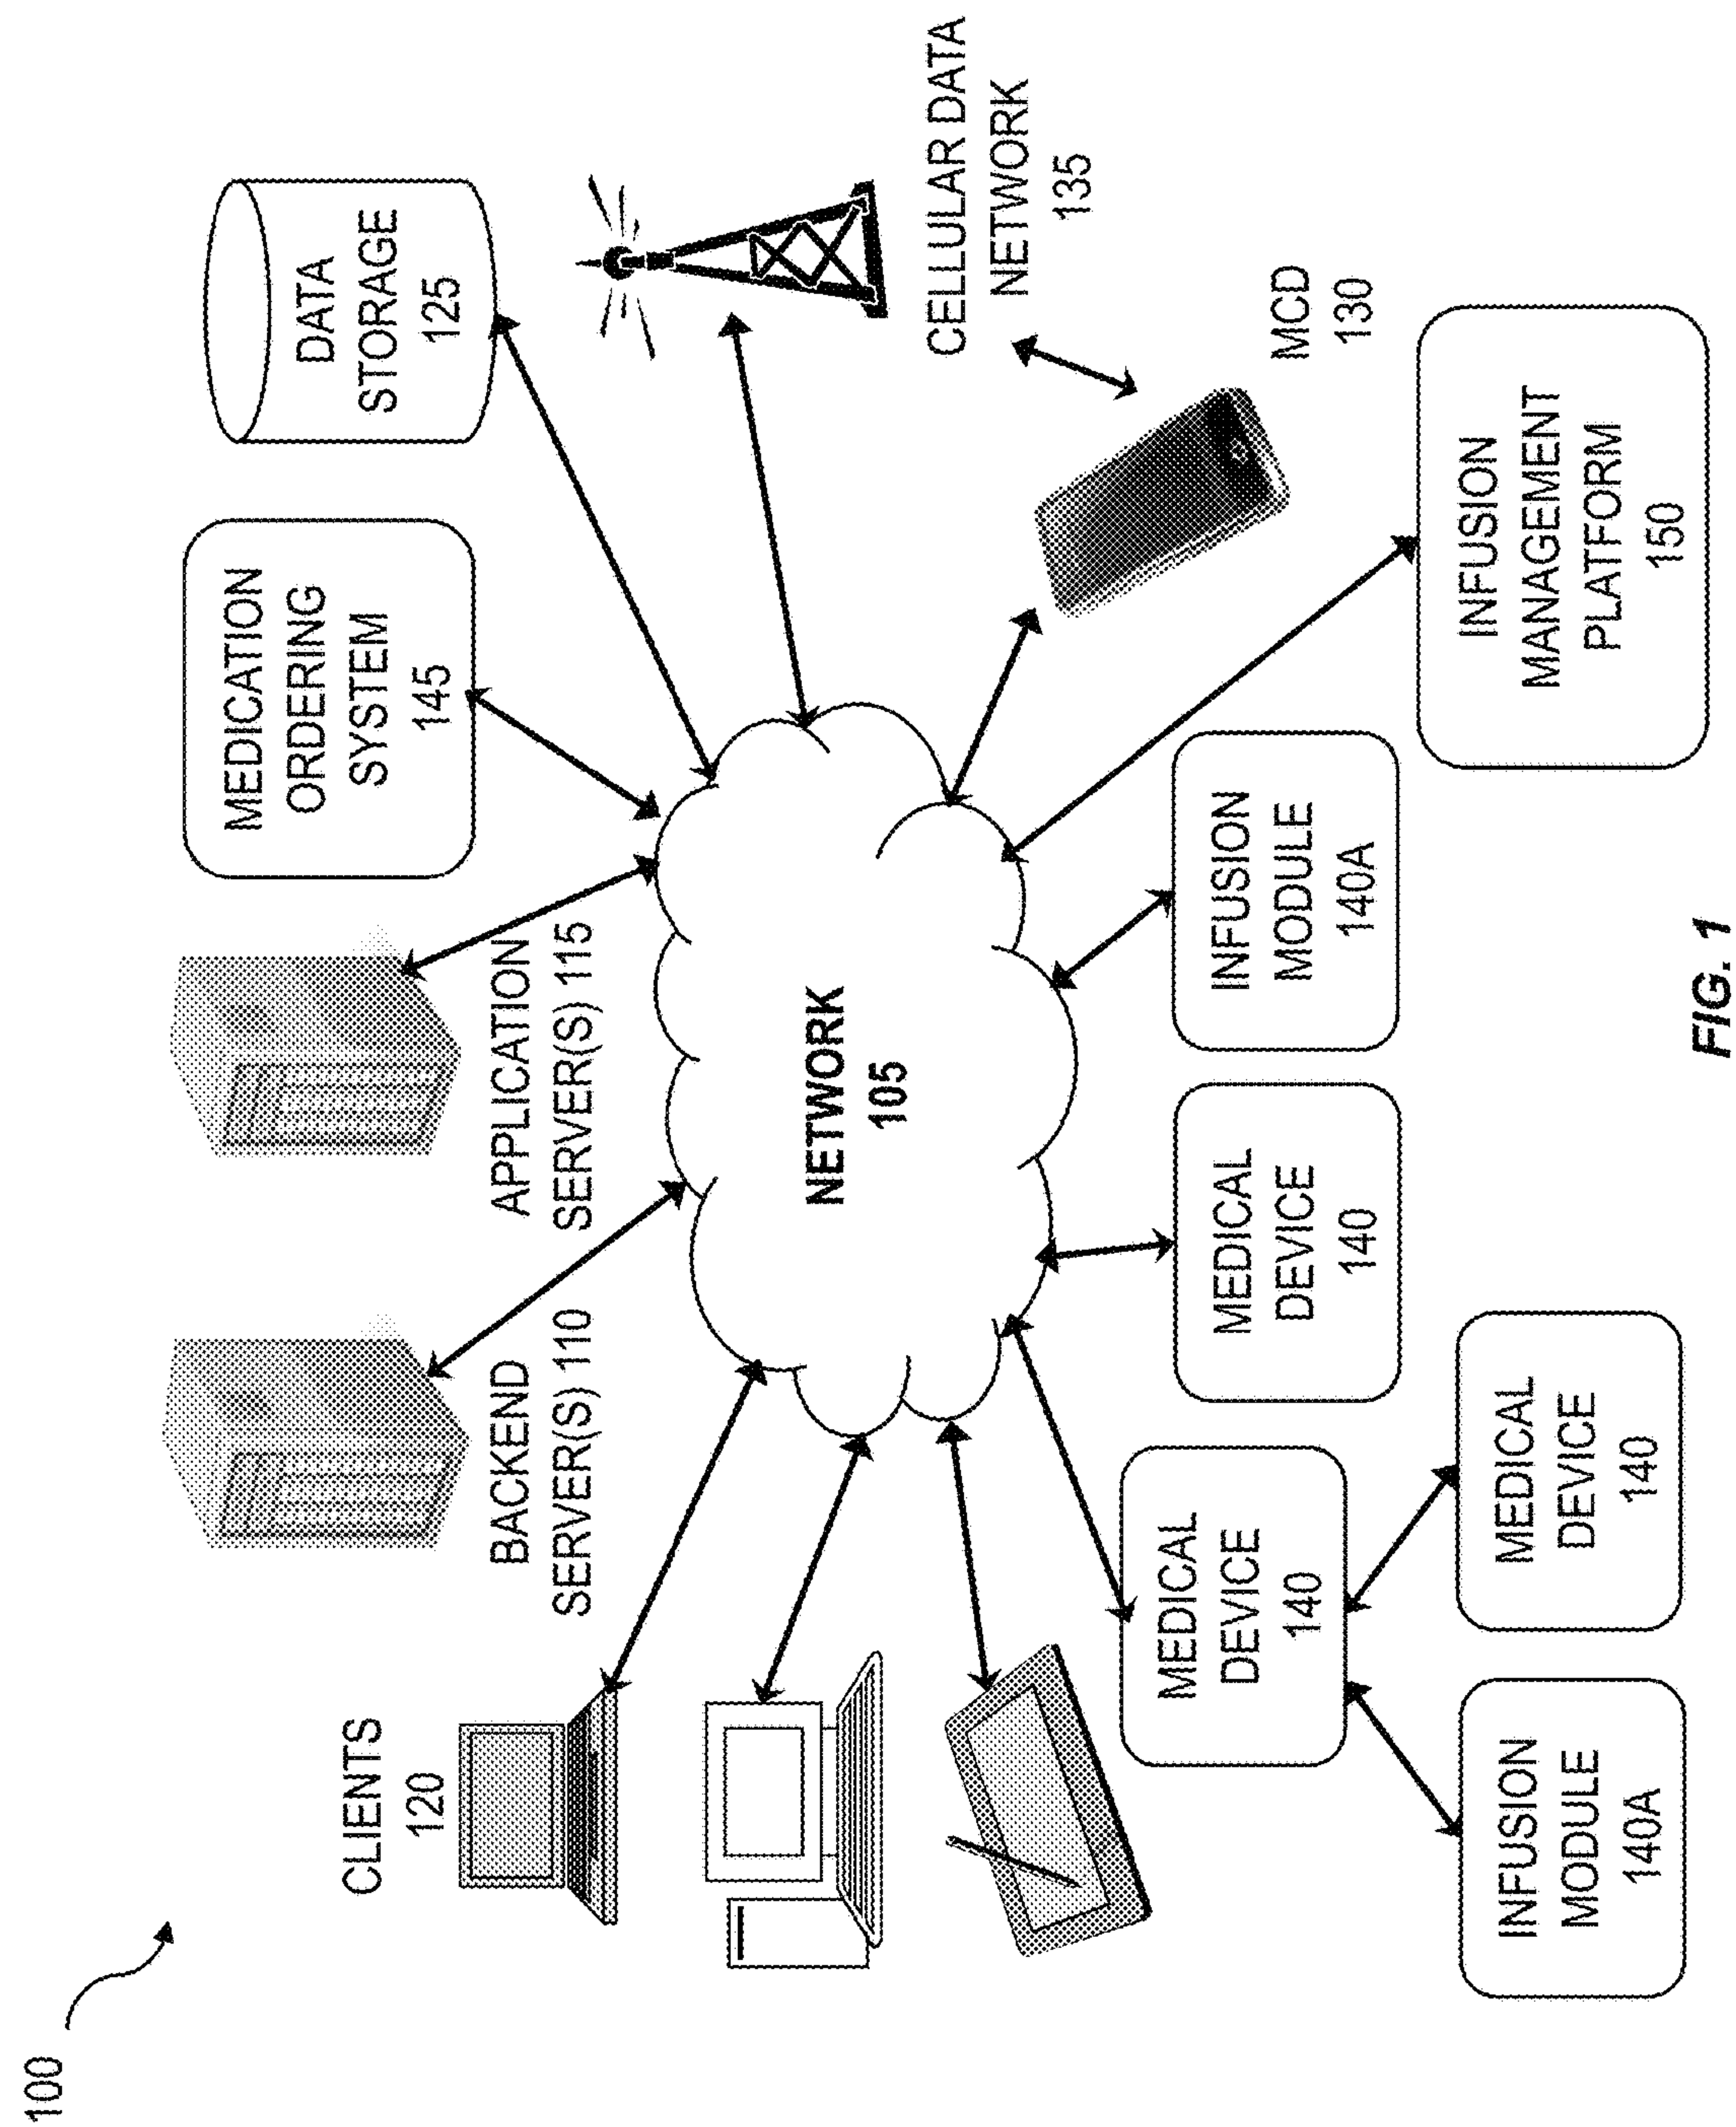 100
CLIENTS
120
BACKEND
SERVER(S) 110
APPLICATION
SERVER(S) 115
MEDICATION
ORDERING
SYSTEM
145
DATA
STORAGE
125
NETWORK
105
CELLULAR DATA
NETWORK
135
MCD
130
MEDICAL
DEVICE
140
MEDICAL
DEVICE
140
INFUSION
MODULE
140A
INFUSION
MODULE
140A
MEDICAL
DEVICE
140
INFUSION
MANAGEMENT
PLATFORM
150
FIG. 1